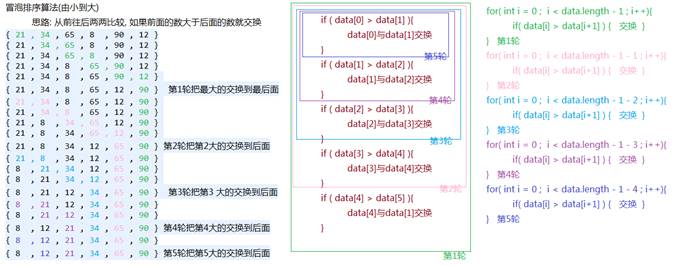 冒泡排序算法(由小到大)
思路: 从前往后两两比较, 如果前面的数大于后面的数就交换
{ 21 , 34 , 65 , 8 , 90 , 12 }
{ 21 , 34 , 65 , 8 , 90 , 12 }
{ 21 , 34 , 65 , 8 , 90 , 12 }
{ 21 , 34 , 8 , 65 , 90 , 12 }
{ 21 , 34 , 8 , 65 , 90 , 12 }
{ 21 , 34 , 8 , 65 , 12 , 90 } 第1轮把最大的交换到最后面
{ 21 , 34 , 8 , 65 , 12 , 90 }
{ 21 , 34 , 8 , 65 , 12 , 90 }
{ 21 , 8 , 34 , 65 , 12 , 90 }
{ 21 , 8 , 34 , 65 , 12 , 90 }
{ 21 , 8 , 34 , 12 , 65 , 90 } 第2轮把第2大的交换到后面
{ 21 , 8 , 34 , 12 , 65 , 90 }
{ 8 , 21 , 34 , 12 , 65 , 90 }
{ 8 , 21 , 34 , 12 , 65 , 90 }
{ 8 , 21 , 12 , 34 , 65 , 90 } 第3轮把第3 大的交换到后面
{ 8 , 21 , 12 , 34 , 65 , 90 }
{ 8 , 21 , 12 , 34 , 65 , 90 }
{ 8 , 12 , 21 , 34 , 65 , 90 } 第4轮把第4大的交换到后面
{ 8 , 12 , 21 , 34 , 65 , 90 }
{ 8 , 12 , 21 , 34 , 65 , 90 } 第5轮把第5大的交换到后面
if ( data[0] > data[1] ){
data[0]与data[1]交换
}
第5轮
if ( data[1] > data[2] ){
data[1]与data[2]交换
}
第4轮
if ( data[2] > data[3] ){
data[2]与data[3]交换
}
第3轮
if ( data[3] > data[4] ){
data[3]与data[4]交换
}
第2轮
if ( data[4] > data[5] ){
data[4]与data[1]交换
}
第1轮
for( int i = 0 ; i < data.length - 1 ; i++){
if( data[i] > data[i+1] ) { 交换 }
} 第1轮
for( int i = 0 ; i < data.length - 1 - 1 ; i++){
if( data[i] > data[i+1] ) { 交换 }
} 第2轮
for( int i = 0 ; i < data.length - 1 - 2 ; i++){
if( data[i] > data[i+1] ) { 交换 }
} 第3轮
for( int i = 0 ; i < data.length - 1 - 3 ; i++){
if( data[i] > data[i+1] ) { 交换 }
} 第4轮
for( int i = 0 ; i < data.length - 1 - 4 ; i++){
if( data[i] > data[i+1] ) { 交换 }
} 第5轮